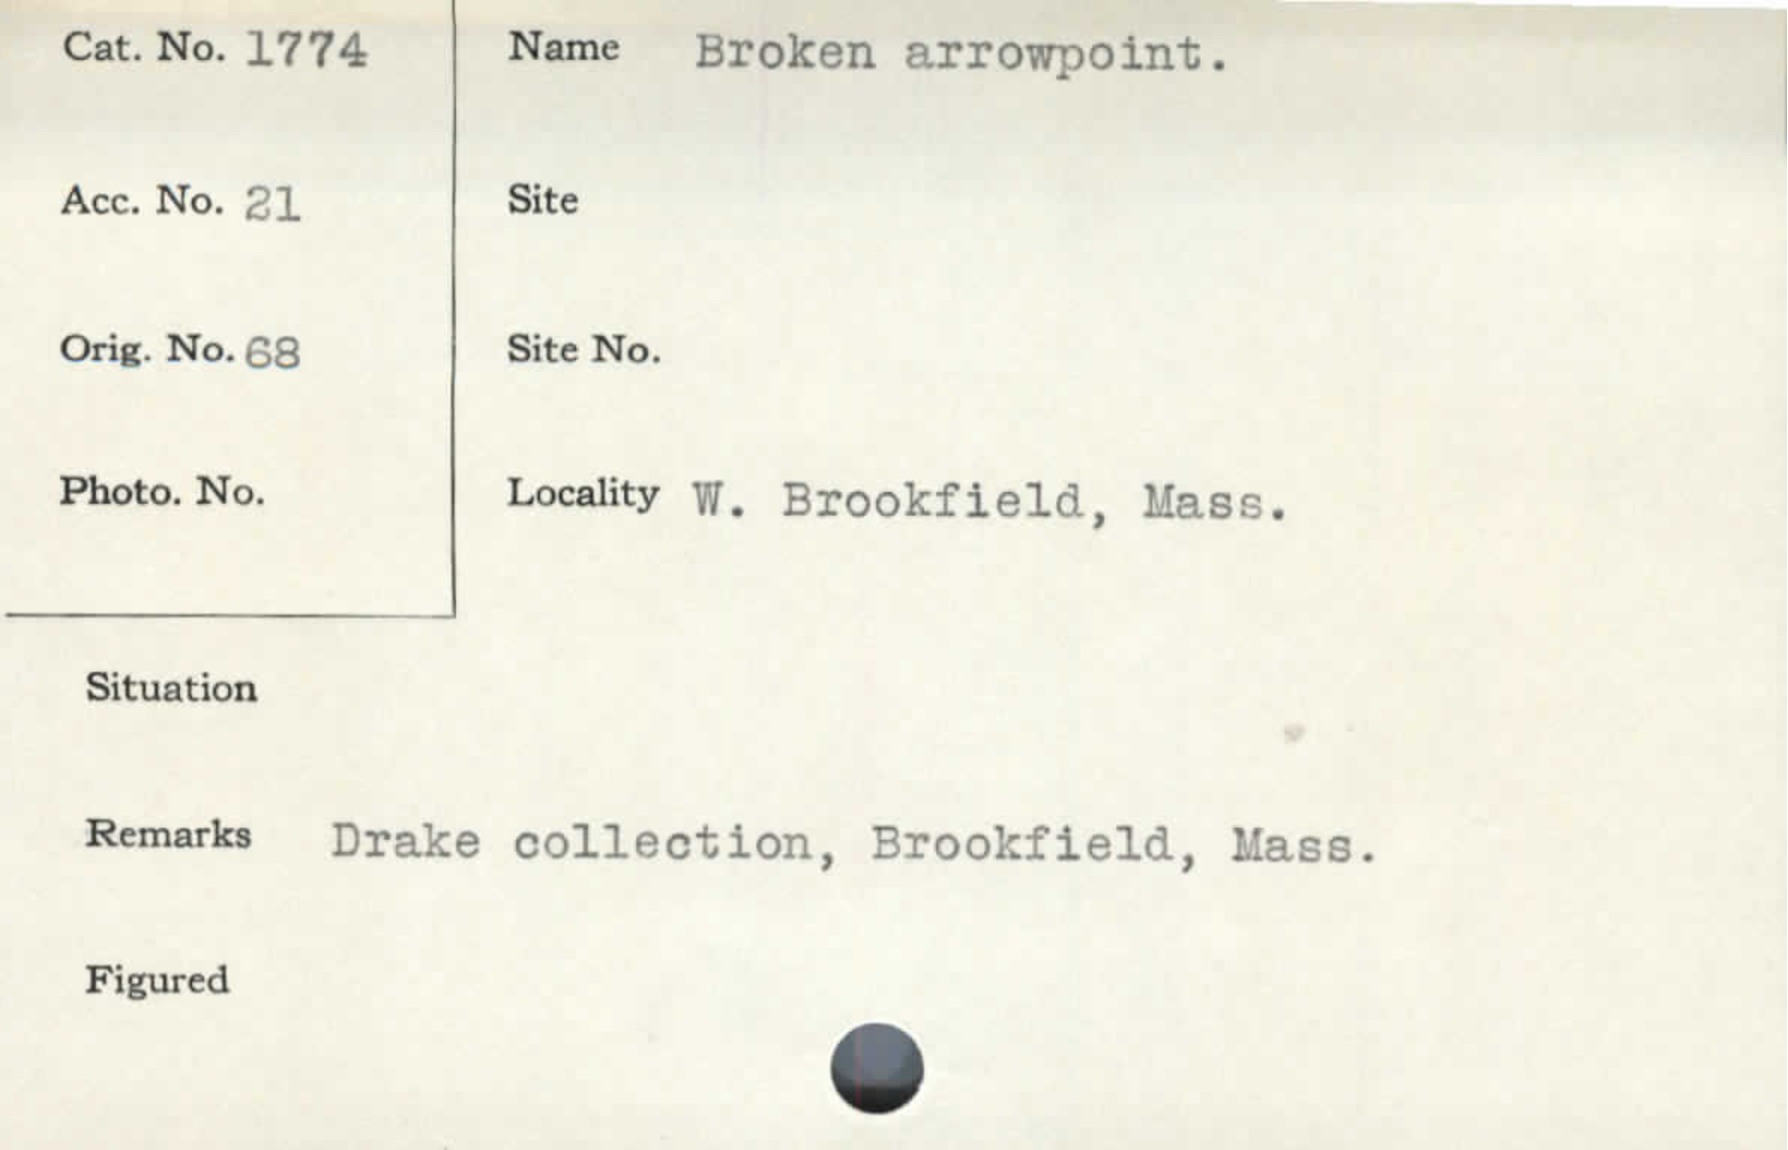 Cat. No. 1774
Name Broken arrowpoint.
Acc. No. 21
Site
Orig. No. 68
Site No.
Photo. No.
Locality W. Brookfield, Mass.
Situation
Remarks Drake collection, Brookfield, Mass.
Figured